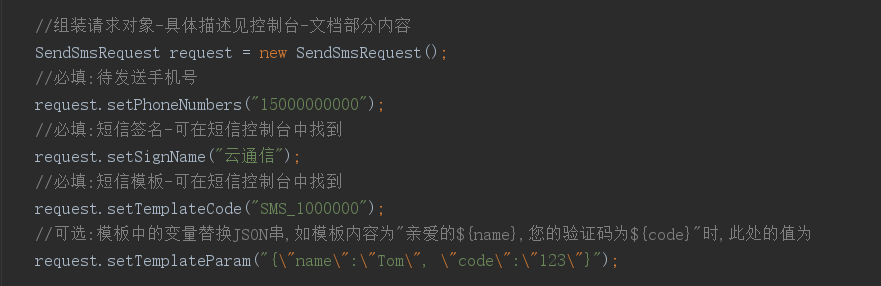 //组装请求对象-具体描述见控制台-文档部分内容
SendSmsRequest request = new SendSmsRequest();
//必填:待发送手机号
request.setPhoneNumbers("15000000000");
//必填:短信签名-可在短信控制台中找到
request.setSignName("云通信");
//必填:短信模板-可在短信控制台中找到
request.setTemplateCode("SMS_1000000");
//可选:模板中的变量替换JSON串,如模板内容为"亲爱的${name},您的验证码为${code}"时,此处的值为
request.setTemplateParam("{\"name\":\"Tom\", \"code\":\"123\"}");